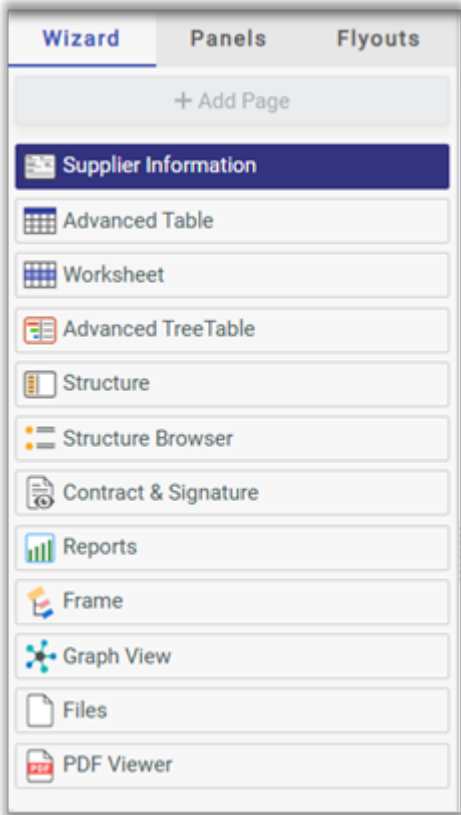 Wizard Panels Flyouts
+ Add Page
Supplier Information
Advanced Table
Worksheet
Advanced TreeTable
Structure
Structure Browser
Contract & Signature
Reports
Frame
Graph View
Files
PDF Viewer